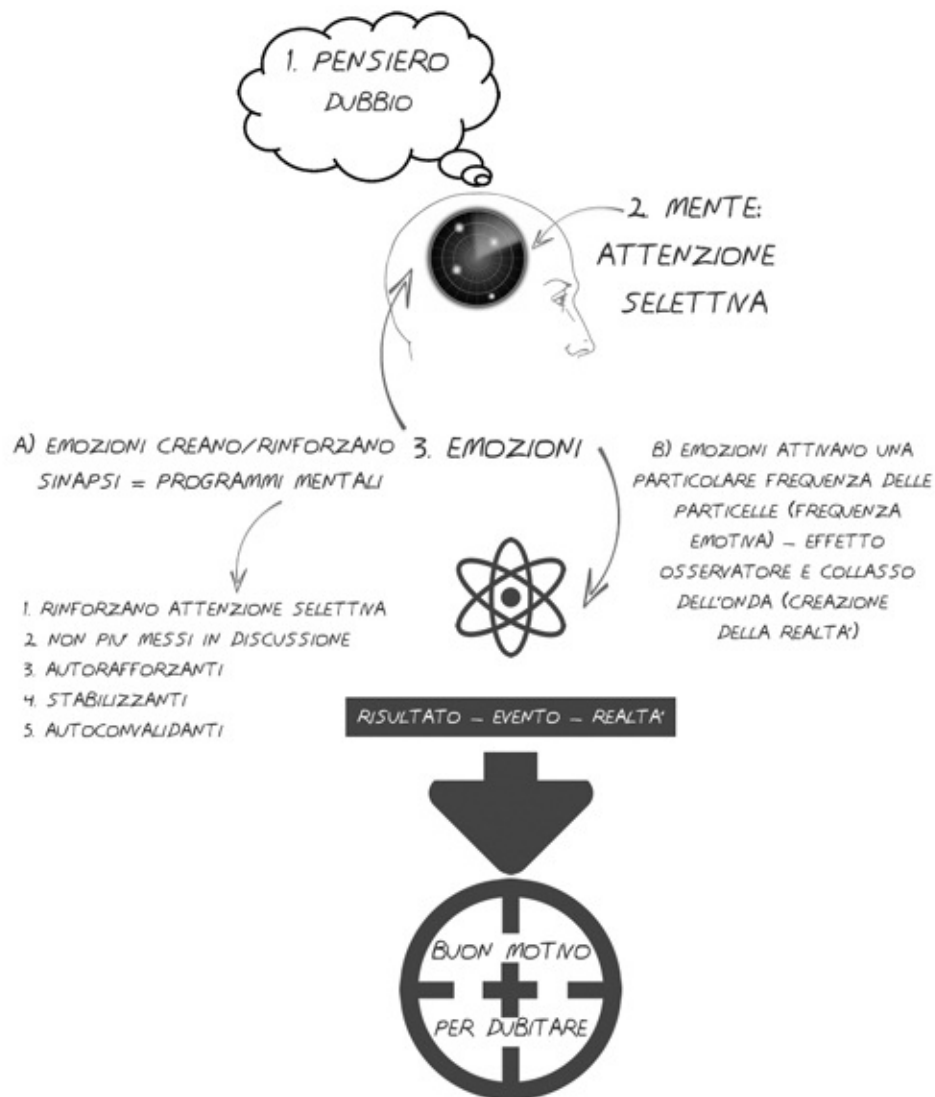 1. PENSIERO
DUBBIO
2. MENTE:
ATTENZIONE
SELETTIVA
A) EMOZIONI CREANO/RINFORZANO
SINAPSI = PROGRAMMI MENTALI
3. EMOZIONI
B) EMOZIONI ATTIVANO UNA
PARTICOLARE FREQUENZA DELLE
PARTICELLE (FREQUENZA
EMOTIVA) – EFFETTO
OSSERVATORE E COLLASSO
DELL'ONDA (CREAZIONE
DELLA REALTA')
1. RINFORZANO ATTENZIONE SELETTIVA
2. NON PIU' MESSI IN DISCUSSIONE
3. AUTORAFFORZANTI
4. STABILIZZANTI
5. AUTOCONVALIDANTI
RISULTATO – EVENTO – REALTA'
BUON MOTIVO
PER DUBITARE